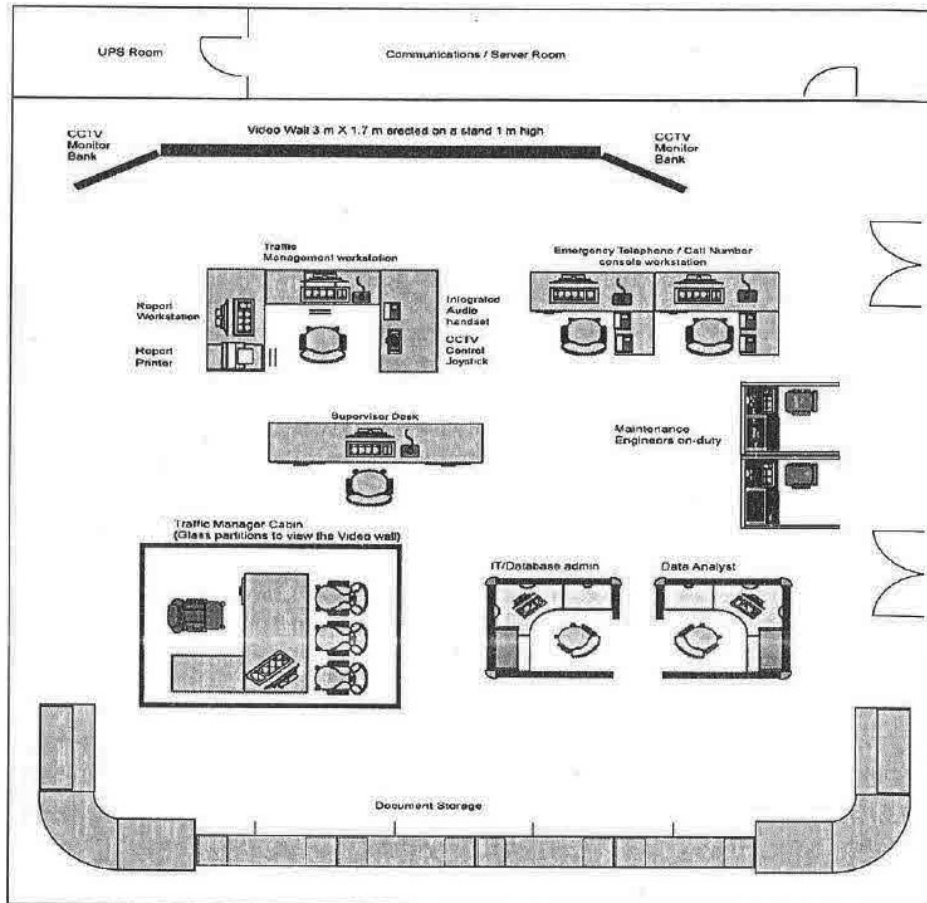 UPS Room
Communications / Server Room
CCTV
Monitor
Bank
Video Wall 3 m X 1.7 m erected on a stand 1 m high
CCTV
Monitor
Bank
Traffic
Management workstation
Emergency Telephone / Call Number
console workstation
Report
Workstation
Integrated
Audio
handset
Report
Printer
CCTV
Control
Joystick
Supervisor Desk
Maintenance
Engineers on-duty
Traffic Manager Cabin
(Glass partitions to view the Video wall)
IT/Database admin
Data Analyst
Document Storage